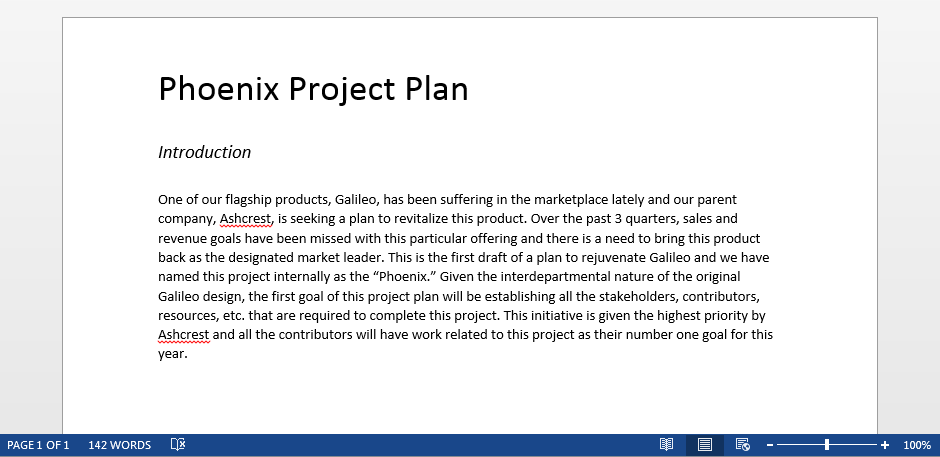 Phoenix Project Plan
Introduction
One of our flagship products, Galileo, has been suffering in the marketplace lately and our parent
company, Ashcrest, is seeking a plan to revitalize this product. Over the past 3 quarters, sales and
revenue goals have been missed with this particular offering and there is a need to bring this product
back as the designated market leader. This is the first draft of a plan to rejuvenate Galileo and we have
named this project internally as the “Phoenix.” Given the interdepartmental nature of the original
Galileo design, the first goal of this project plan will be establishing all the stakeholders, contributors,
resources, etc. that are required to complete this project. This initiative is given the highest priority by
Ashcrest and all the contributors will have work related to this project as their number one goal for this
year.
PAGE 1 OF 1 142 WORDS 100%